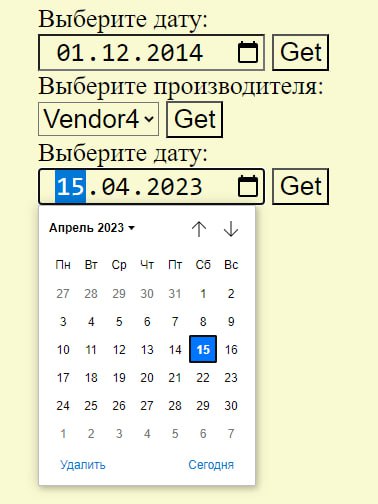 Выберите дату:
01.12.2014 Get
Выберите производителя:
Vendor4 Get
Выберите дату:
15.04.2023 Get
Апрель 2023
Пн Вт Ср Чт Пт Сб Вс
27 28 29 30 31 1 2
3 4 5 6 7 8 9
10 11 12 13 14 15 16
17 18 19 20 21 22 23
24 25 26 27 28 29 30
1 2 3 4 5 6 7
Удалить Сегодня